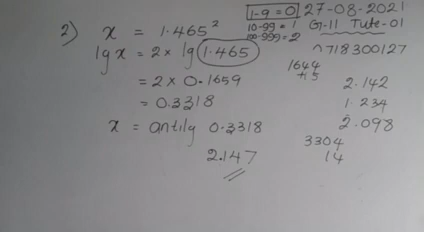 1-9 = 0 27-08-2021
10-99 = 1 G-11 Tute-01
100-999 = 2
2) x = 1.465²
lg x = 2 x lg 1.465
718300127
1644
+15
= 2 x 0.1659
2.142
= 0.3318
1.234
x = antilg 0.3318
2.098
3304
14
2.147